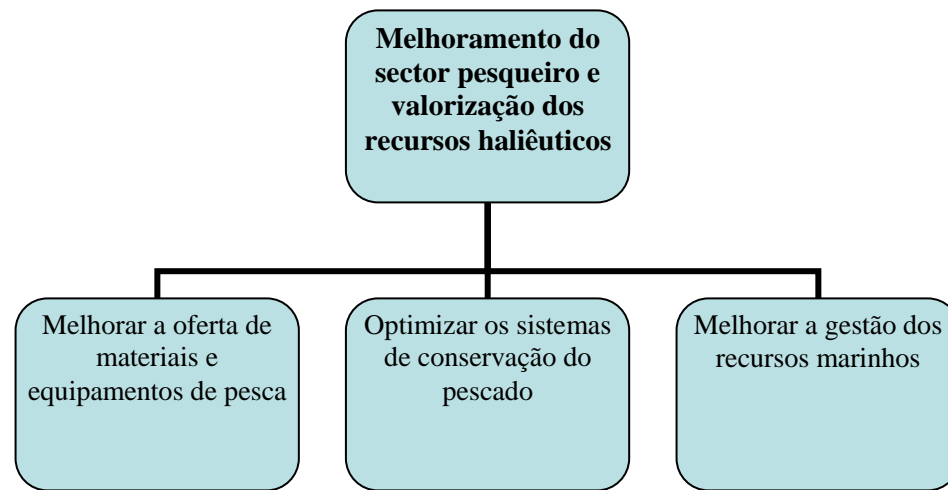 Melhoramento do
sector pesqueiro e
valorização dos
recursos haliêuticos
Melhorar a oferta de
materiais e
equipamentos de pesca
Optimizar os sistemas
de conservação do
pescado
Melhorar a gestão dos
recursos marinhos